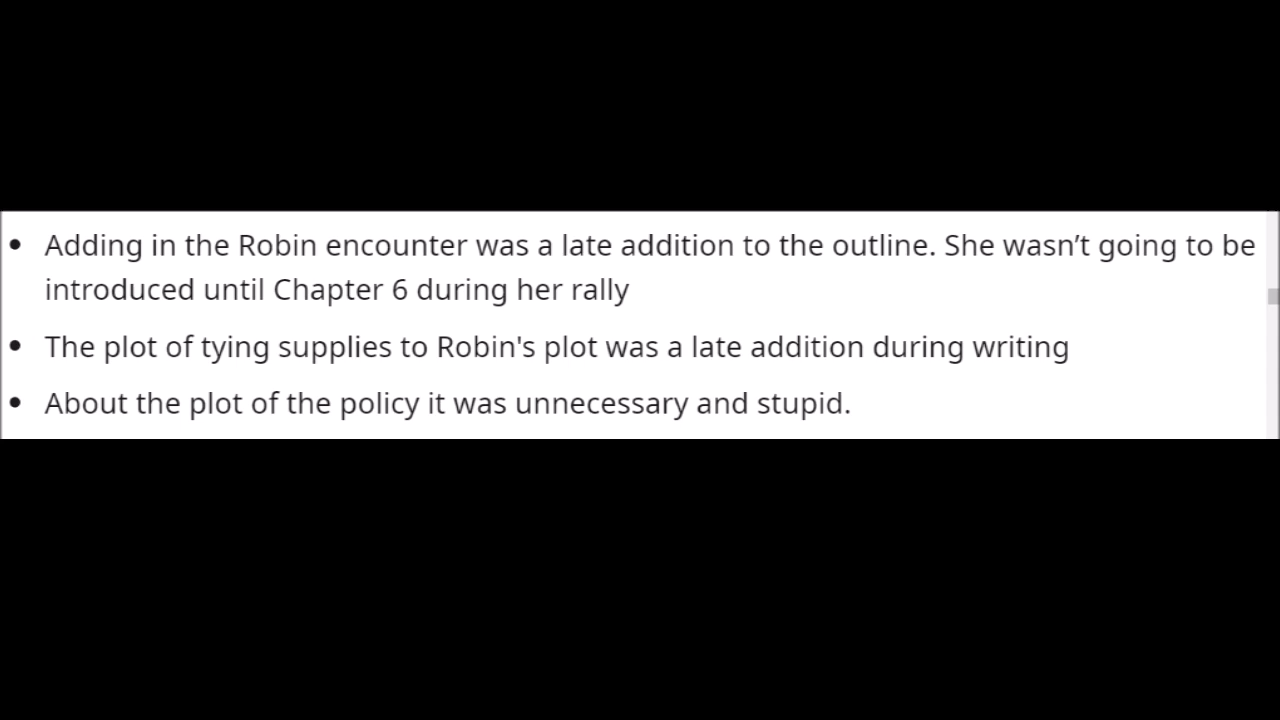 • Adding in the Robin encounter was a late addition to the outline. She wasn’t going to be
introduced until Chapter 6 during her rally
• The plot of tying supplies to Robin's plot was a late addition during writing
• About the plot of the policy it was unnecessary and stupid.